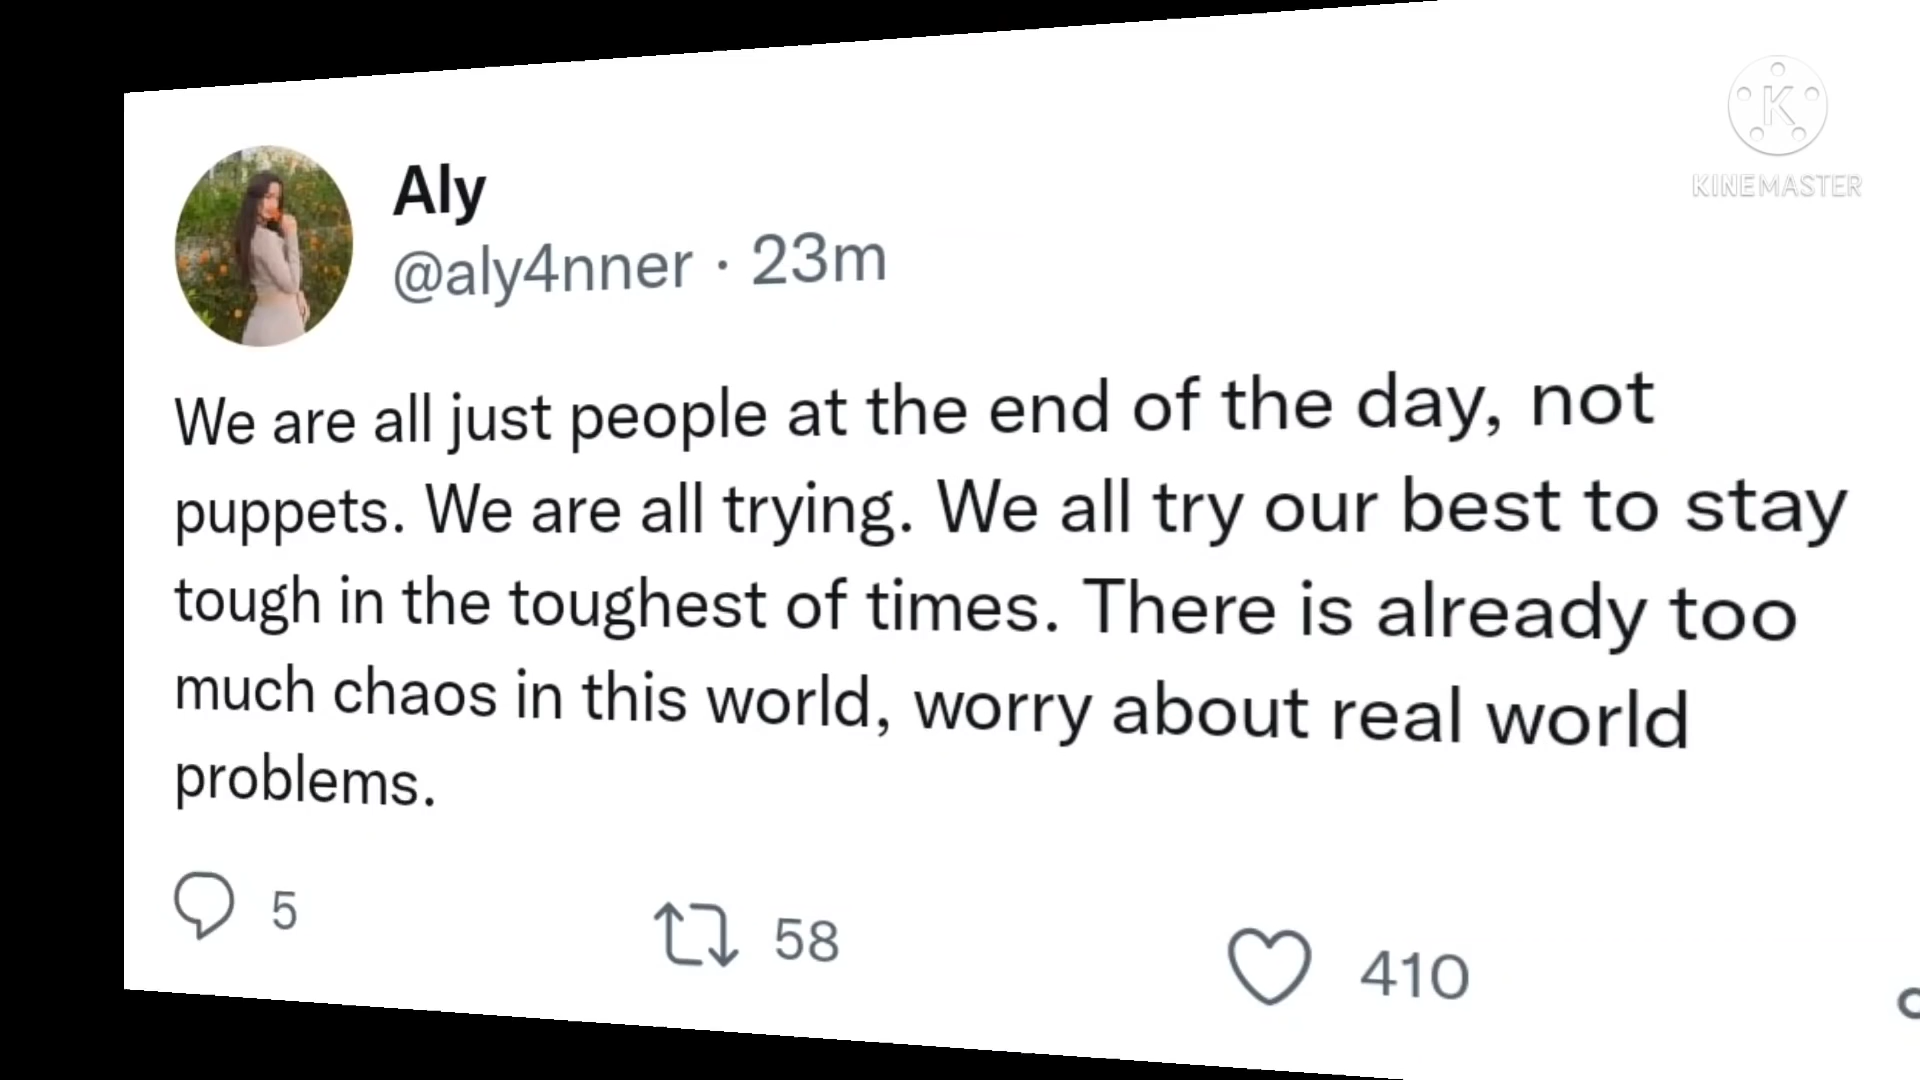 Aly
@aly4nner · 23m
We are all just people at the end of the day, not
puppets. We are all trying. We all try our best to stay
tough in the toughest of times. There is already too
much chaos in this world, worry about real world
problems.
5 58 410
K
KINEMASTER